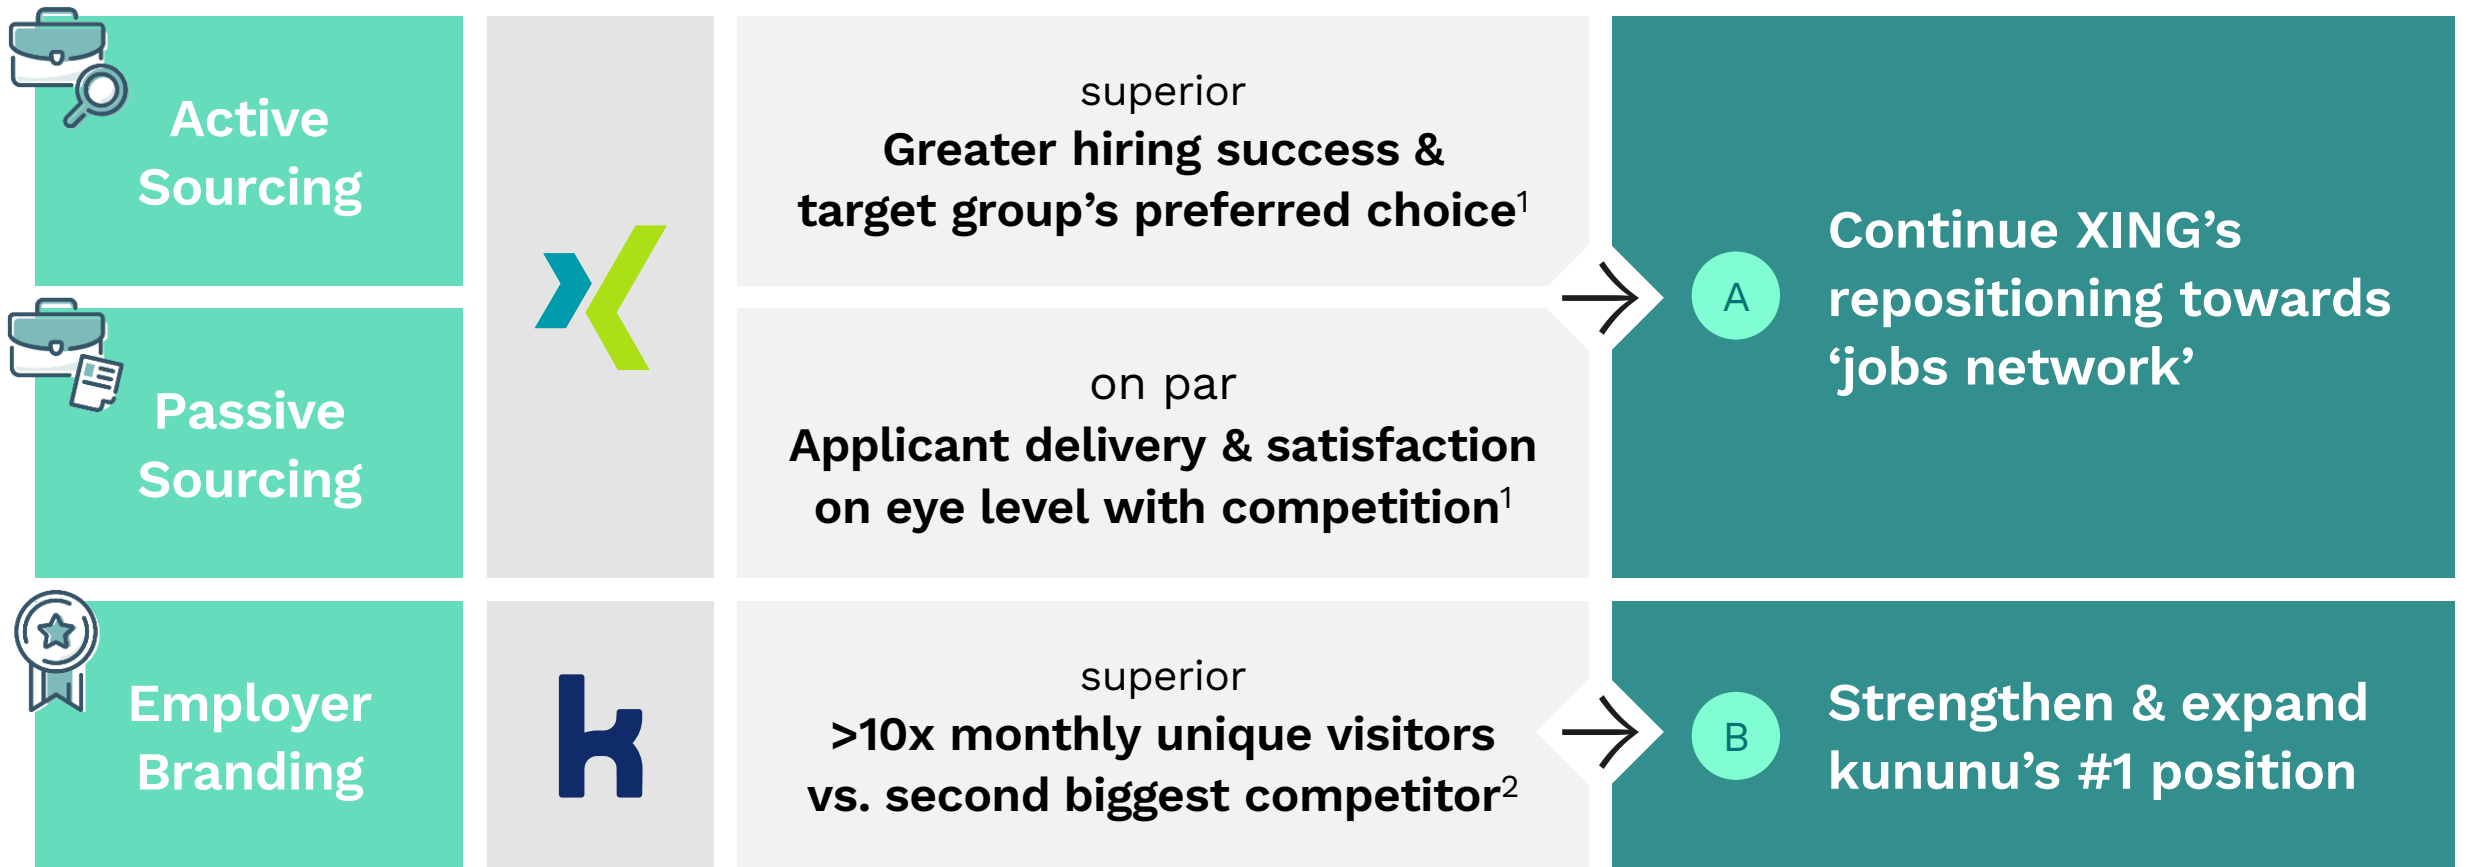 Active
Sourcing
superior
Greater hiring success &
target group’s preferred choice¹
Passive
Sourcing
on par
Applicant delivery & satisfaction
on eye level with competition¹
A
Continue XING’s
repositioning towards
‘jobs network’
Employer
Branding
k
superior
>10x monthly unique visitors
vs. second biggest competitor²
B
Strengthen & expand
kununu’s #1 position